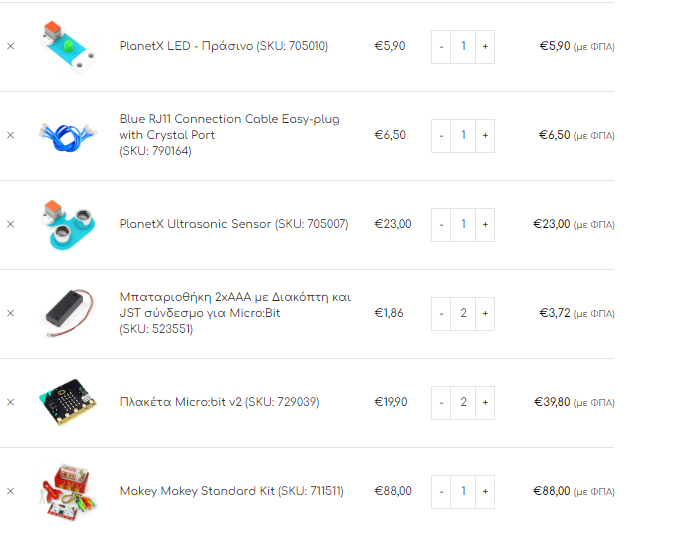 PlanetX LED - Πράσινο (SKU: 705010) €5,90 - 1 + €5,90 (με ΦΠΑ)
Blue RJ11 Connection Cable Easy-plug
with Crystal Port
(SKU: 790164) €6,50 - 1 + €6,50 (με ΦΠΑ)
PlanetX Ultrasonic Sensor (SKU: 705007) €23,00 - 1 + €23,00 (με ΦΠΑ)
Μπαταριοθήκη 2xAAA με Διακόπτη και
JST σύνδεσμο για Micro:Bit
(SKU: 523551) €1,86 - 2 + €3,72 (με ΦΠΑ)
Πλακέτα Micro:bit v2 (SKU: 729039) €19,90 - 2 + €39,80 (με ΦΠΑ)
Makey Makey Standard Kit (SKU: 711511) €88,00 - 1 + €88,00 (με ΦΠΑ)